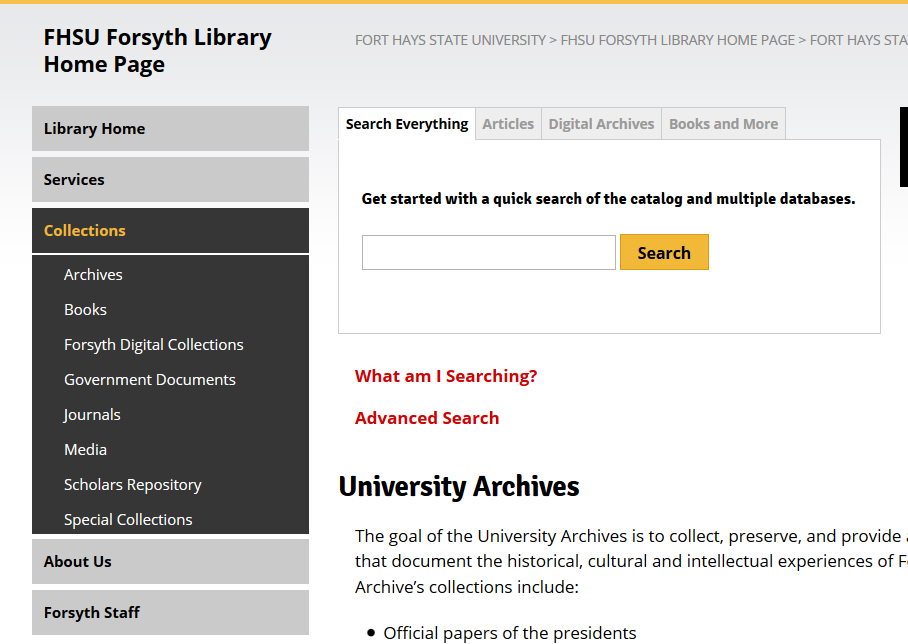 FHSU Forsyth Library
Home Page
FORT HAYS STATE UNIVERSITY > FHSU FORSYTH LIBRARY HOME PAGE > FORT HAYS
Library Home
Services
Collections
Archives
Books
Forsyth Digital Collections
Government Documents
Journals
Media
Scholars Repository
Special Collections
About Us
Forsyth Staff
Search Everything
Articles
Digital Archives
Books and More
Get started with a quick search of the catalog and multiple databases.
Search
What am I Searching?
Advanced Search
University Archives
The goal of the University Archives is to collect, preserve, and provide
that document the historical, cultural and intellectual experiences of
Archive’s collections include:
• Official papers of the presidents